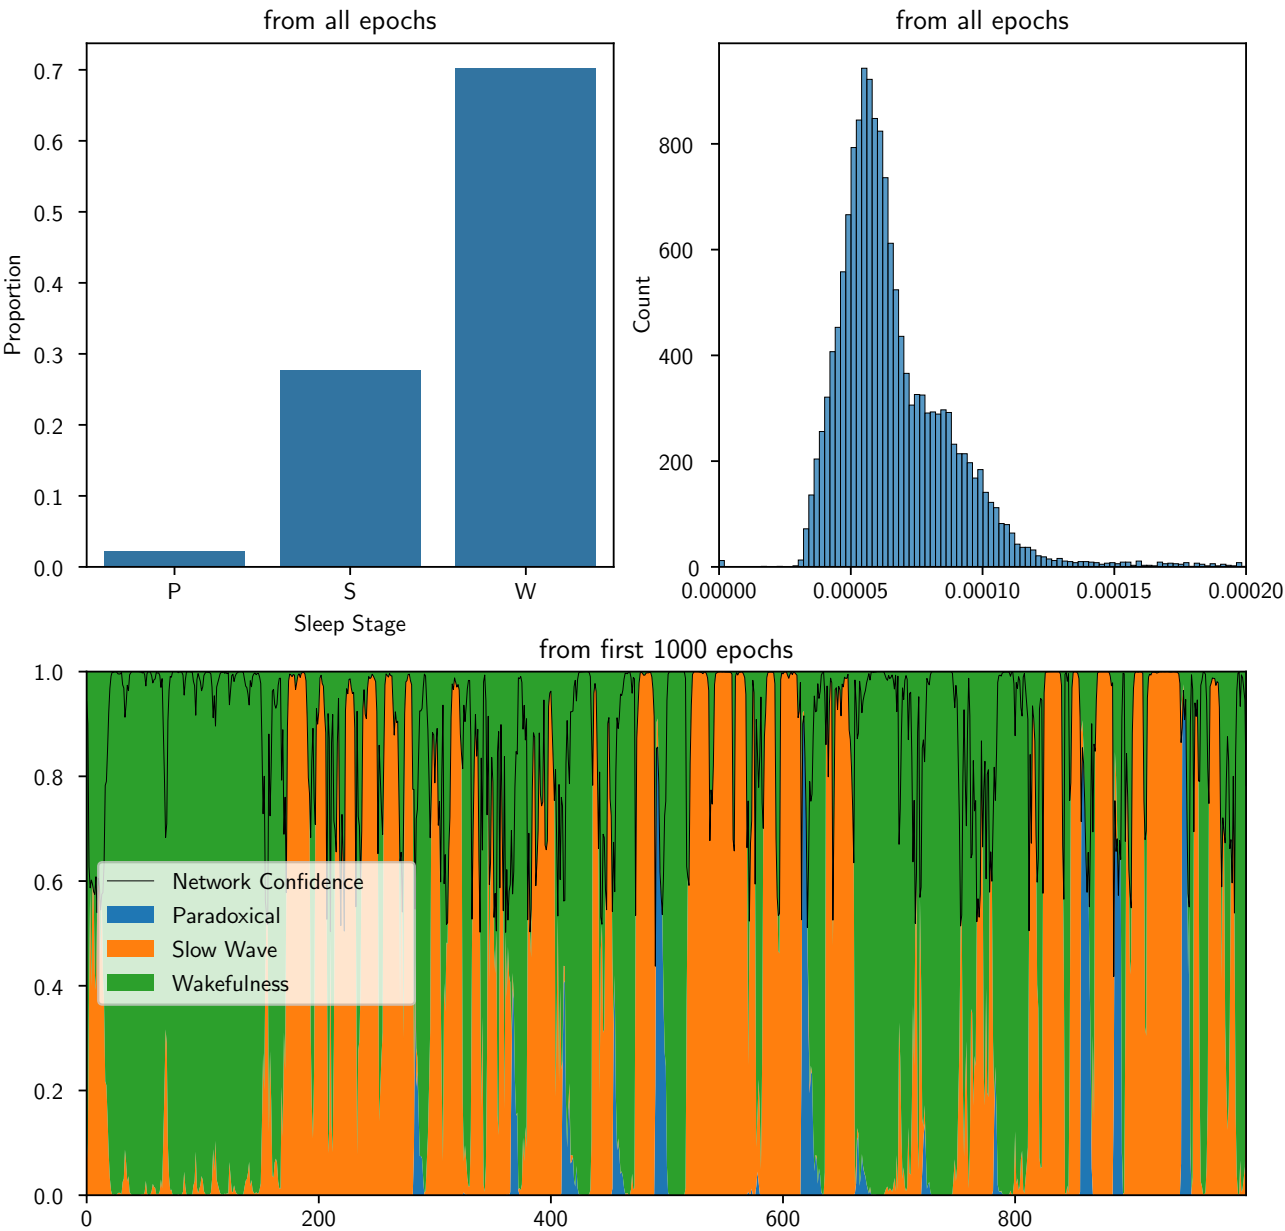 from all epochs
0.7
0.6
0.5
0.4
0.3
0.2
0.1
0.0
Proportion
P S W
Sleep Stage
from all epochs
800
600
400
200
0
Count
0.00000 0.00005 0.00010 0.00015 0.00020
from first 1000 epochs
1.0
0.8
0.6
0.4
0.2
0.0
Network Confidence
Paradoxical
Slow Wave
Wakefulness
0 200 400 600 800